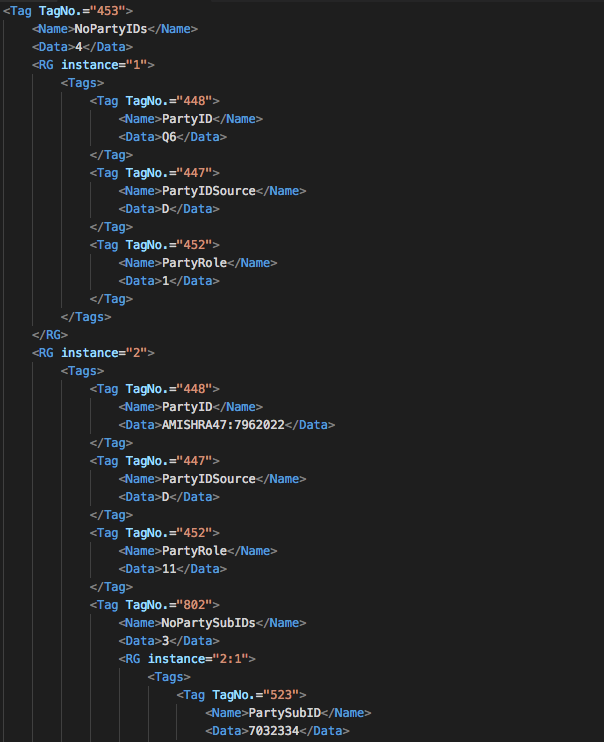 <Tag TagNo.="453">
<Name>NoPartyIDs</Name>
<Data>4</Data>
<RG instance="1">
<Tags>
<Tag TagNo.="448">
<Name>PartyID</Name>
<Data>Q6</Data>
</Tag>
<Tag TagNo.="447">
<Name>PartyIDSource</Name>
<Data>D</Data>
</Tag>
<Tag TagNo.="452">
<Name>PartyRole</Name>
<Data>1</Data>
</Tag>
</Tags>
</RG>
<RG instance="2">
<Tags>
<Tag TagNo.="448">
<Name>PartyID</Name>
<Data>AMISHRA47:7962022</Data>
</Tag>
<Tag TagNo.="447">
<Name>PartyIDSource</Name>
<Data>D</Data>
</Tag>
<Tag TagNo.="452">
<Name>PartyRole</Name>
<Data>11</Data>
</Tag>
<Tag TagNo.="802">
<Name>NoPartySubIDs</Name>
<Data>3</Data>
<RG instance="2:1">
<Tags>
<Tag TagNo.="523">
<Name>PartySubID</Name>
<Data>7032334</Data>